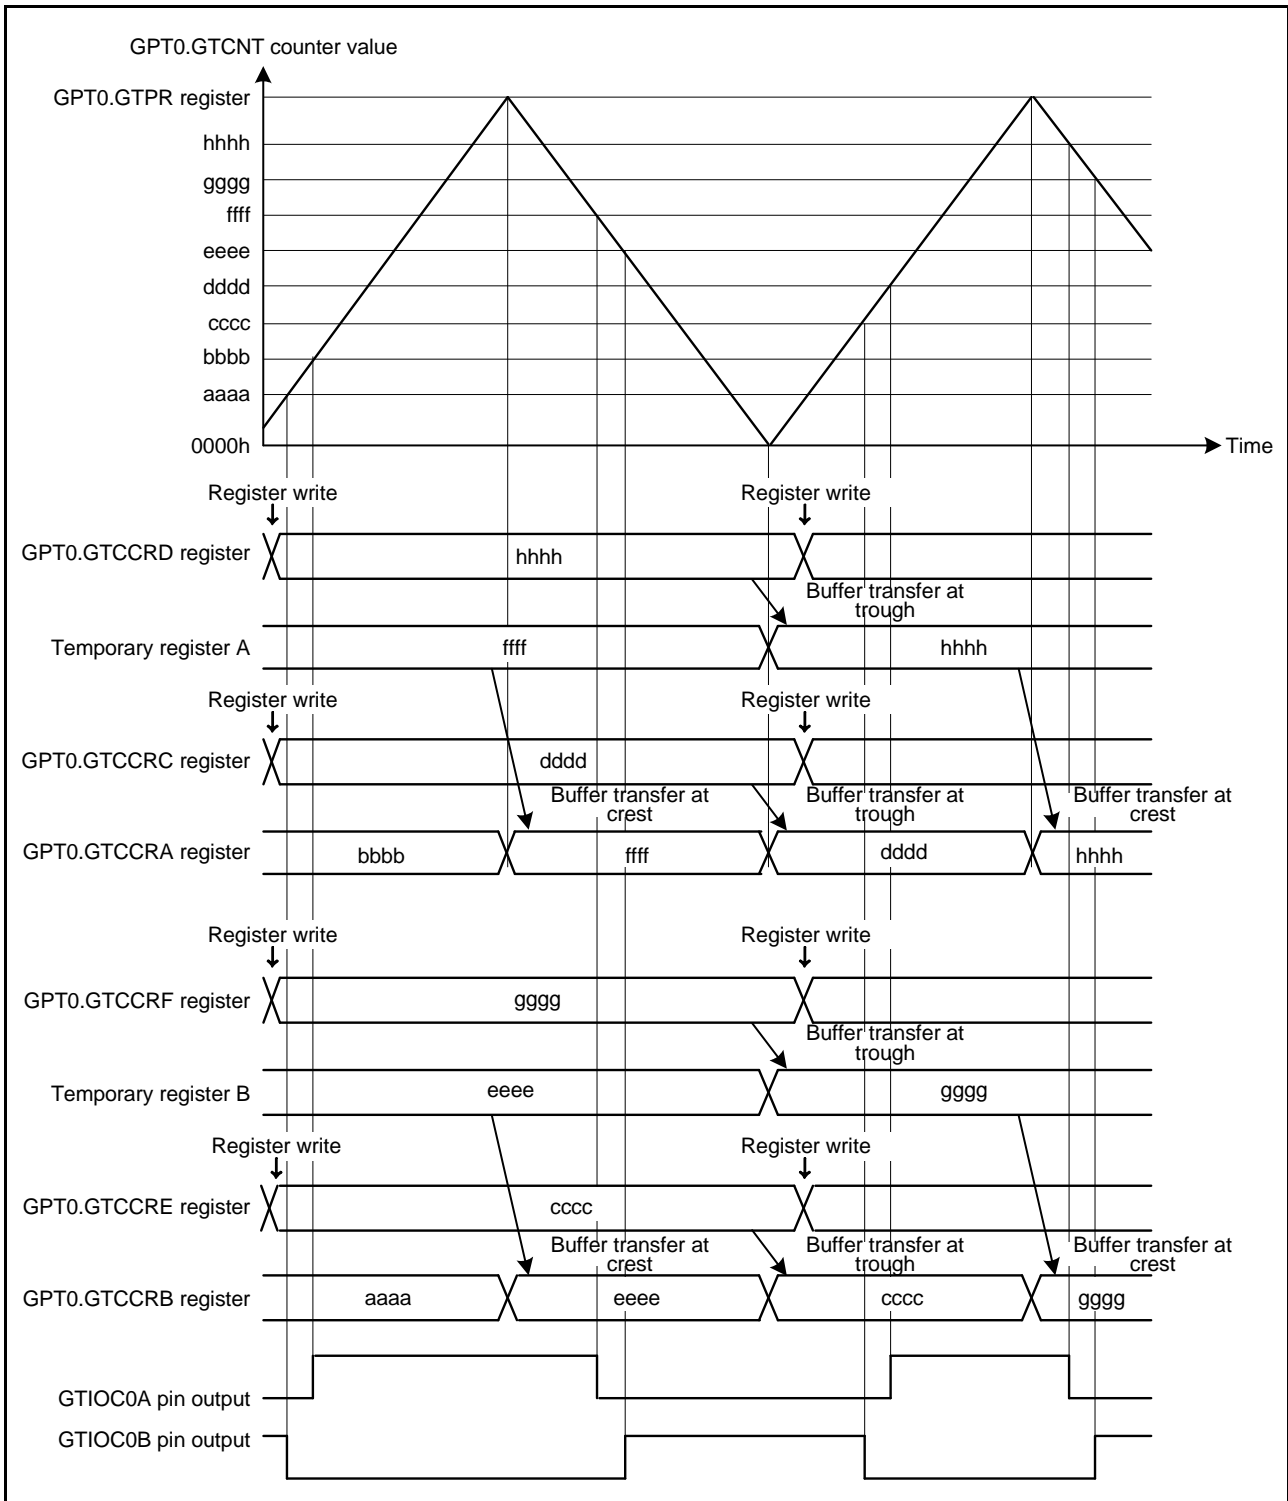 GPT0.GTCNT counter value
GPT0.GTPR register
hhhh
gggg
ffff
eeee
dddd
cccc
bbbb
aaaa
0000h
Time
Register write Register write
GPT0.GTCCRD register hhhh
Buffer transfer at
trough
Temporary register A ffff hhhh
Register write Register write
GPT0.GTCCRC register dddd
Buffer transfer at Buffer transfer at Buffer transfer at
crest trough crest
GPT0.GTCCRA register bbbb ffff dddd hhhh
Register write Register write
GPT0.GTCCRF register gggg
Buffer transfer at
trough
Temporary register B eeee gggg
Register write Register write
GPT0.GTCCRE register cccc
Buffer transfer at Buffer transfer at Buffer transfer at
crest trough crest
GPT0.GTCCRB register aaaa eeee cccc gggg
GTIOC0A pin output
GTIOC0B pin output